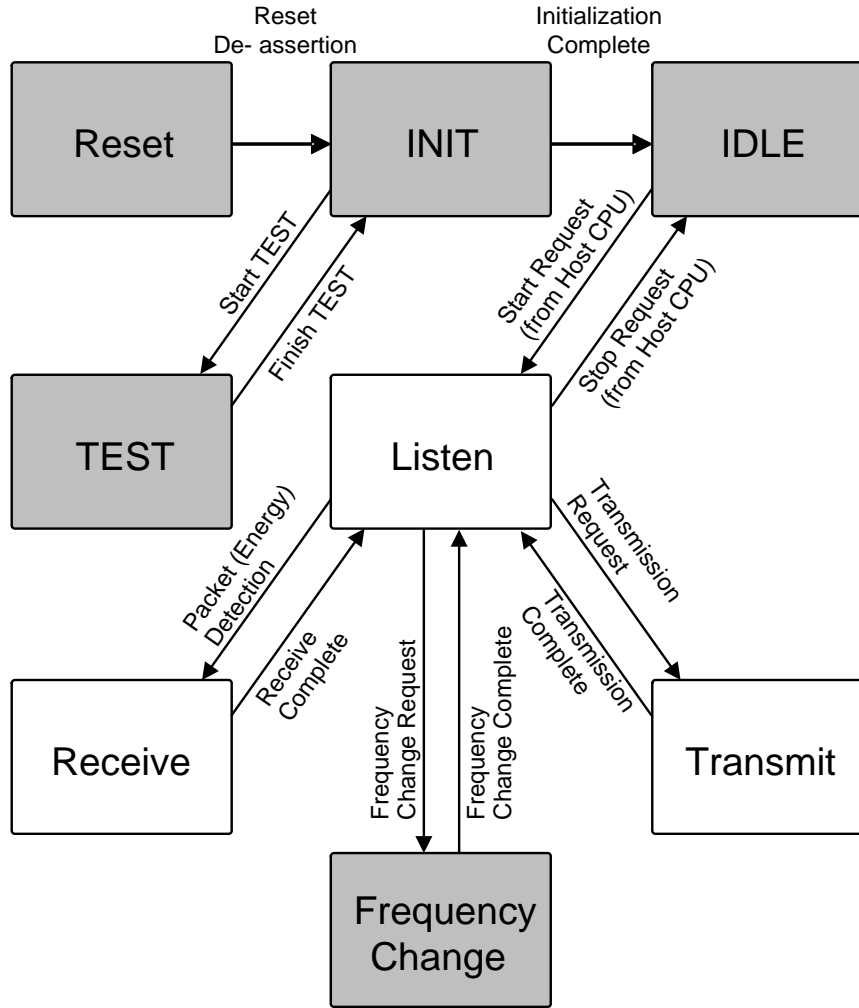 Reset
De- assertion
Initialization
Complete
Reset
INIT
IDLE
Start TEST
Finish TEST
Start Request
(from Host CPU)
Stop Request
(from Host CPU)
TEST
Listen
Packet (Energy)
Detection
Receive
Complete
Frequency
Change Request
Frequency
Change Complete
Transmission
Request
Transmission
Complete
Receive
Transmit
Frequency
Change